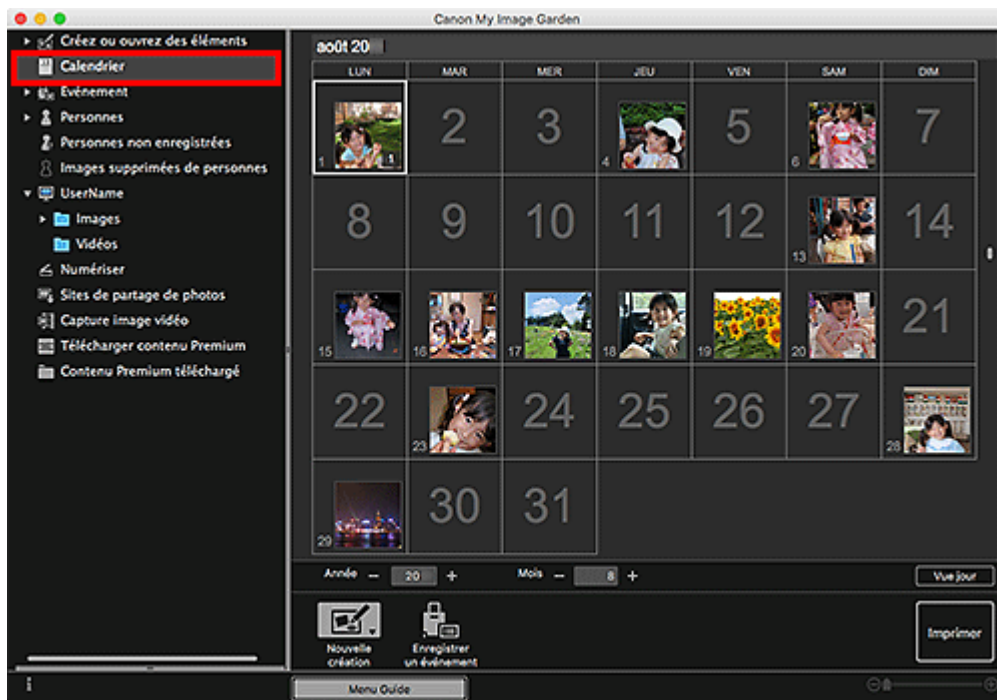 Canon My Image Garden
Créez ou ouvrez des éléments
Calendrier
Evénement
Personnes
Personnes non enregistrées
Images supprimées de personnes
UserName
Images
Vidéos
Numériser
Sites de partage de photos
Capture image vidéo
Télécharger contenu Premium
Contenu Premium téléchargé
août 20
LUN MAR MER JEU VEN SAM DIM
1 1 2 3 4 5 6 7
8 9 10 11 12 13 14
15 16 17 18 19 20 21
22 23 24 25 26 27 28
29 30 31
Année − 20 + Mois − 8 + Vue jour
Nouvelle création
Enregistrer un événement
Imprimer
Menu Guide